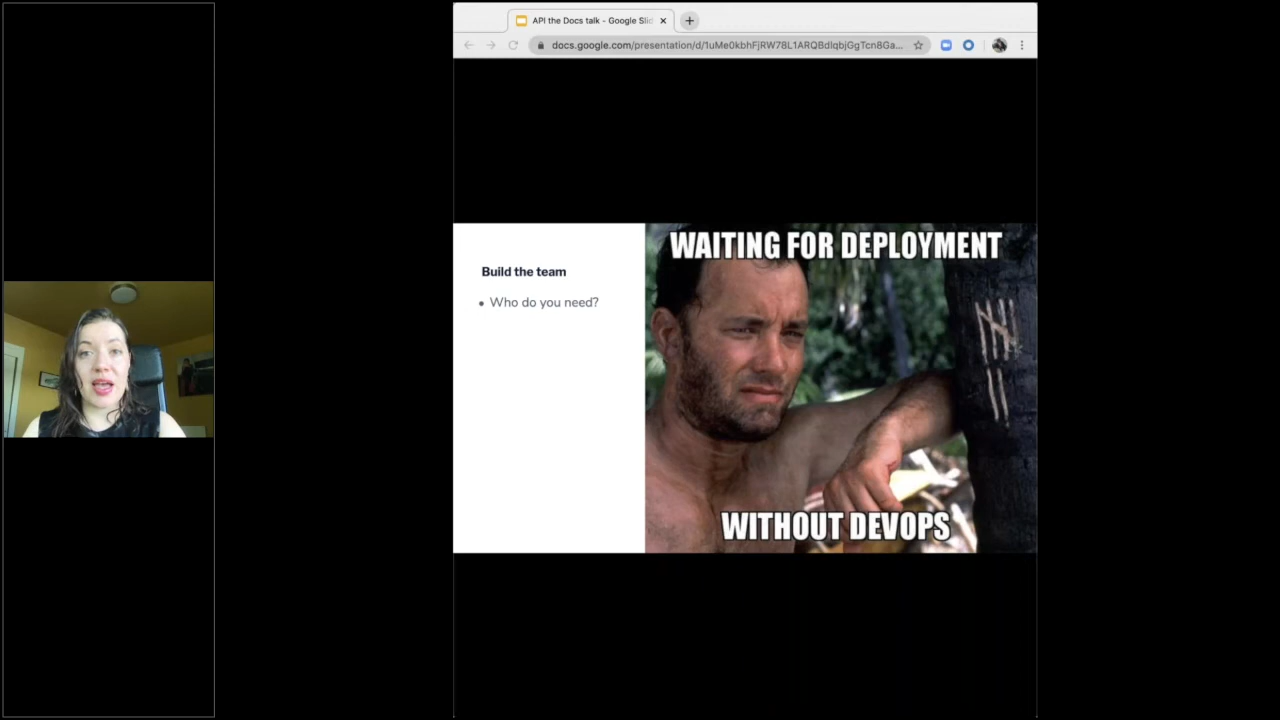 API the Docs talk - Google Slid
docs.google.com/presentation/d/1uMe0kbhFjRW78L1ARQBdlqbjGgTcn8Ga...
Build the team
• Who do you need?
WAITING FOR DEPLOYMENT
WITHOUT DEVOPS